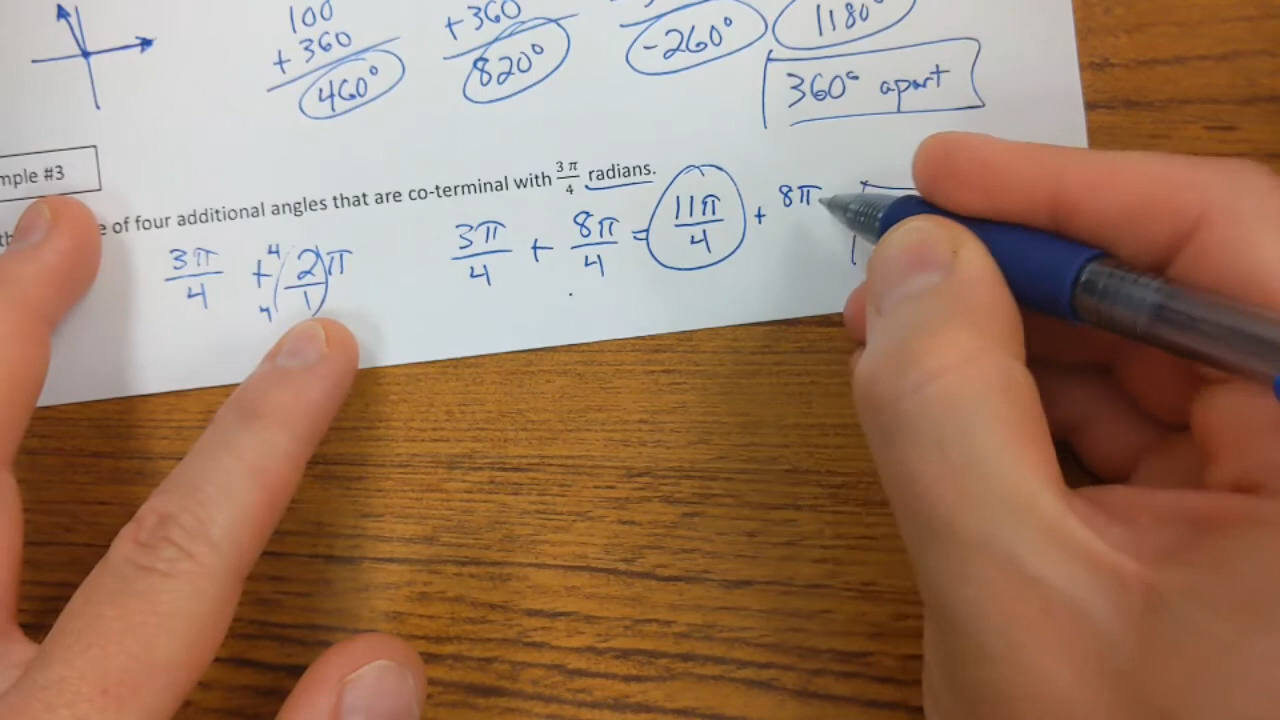 100
+360
+360
460°
820°
-260°
1180°
360° apart
mple #3
e of four additional angles that are co-terminal with 3π/4 radians.
3π/4 + 4/4 (2/1) π
3π/4 + 8π/4 = 11π/4 + 8π